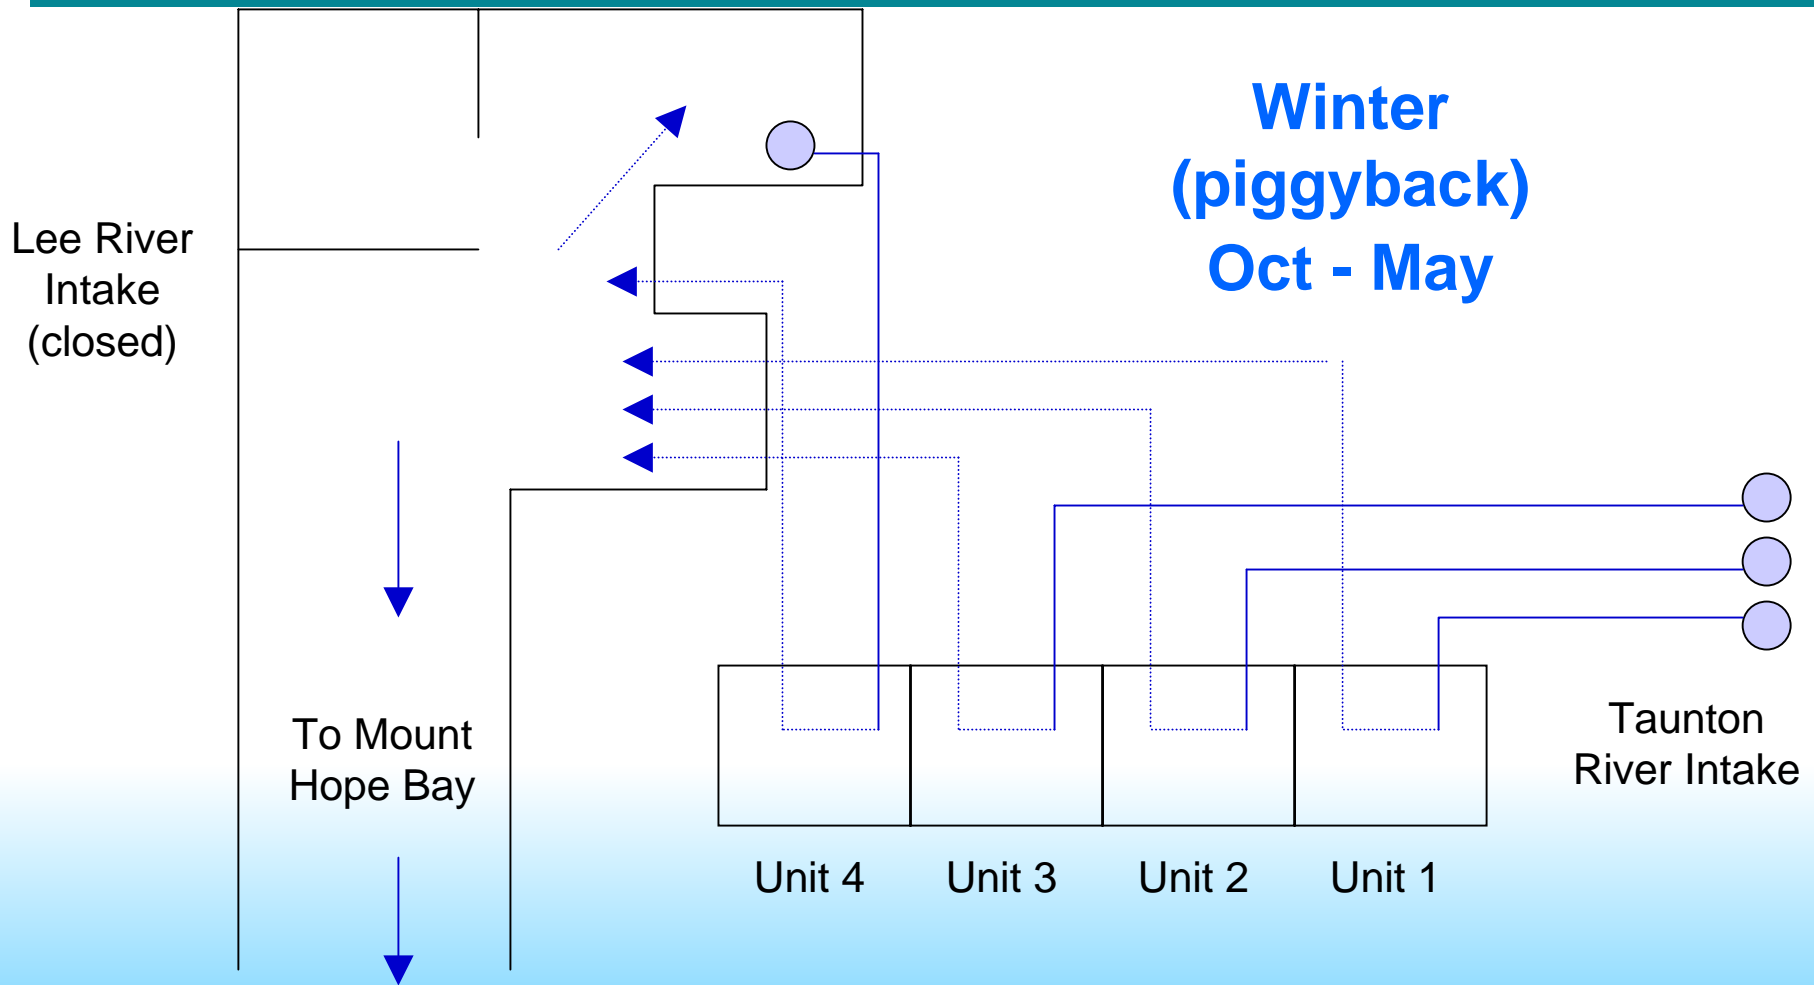 Winter
(piggyback)
Oct - May
Lee River
Intake
(closed)
To Mount
Hope Bay
Taunton
River Intake
Unit 4
Unit 3
Unit 2
Unit 1